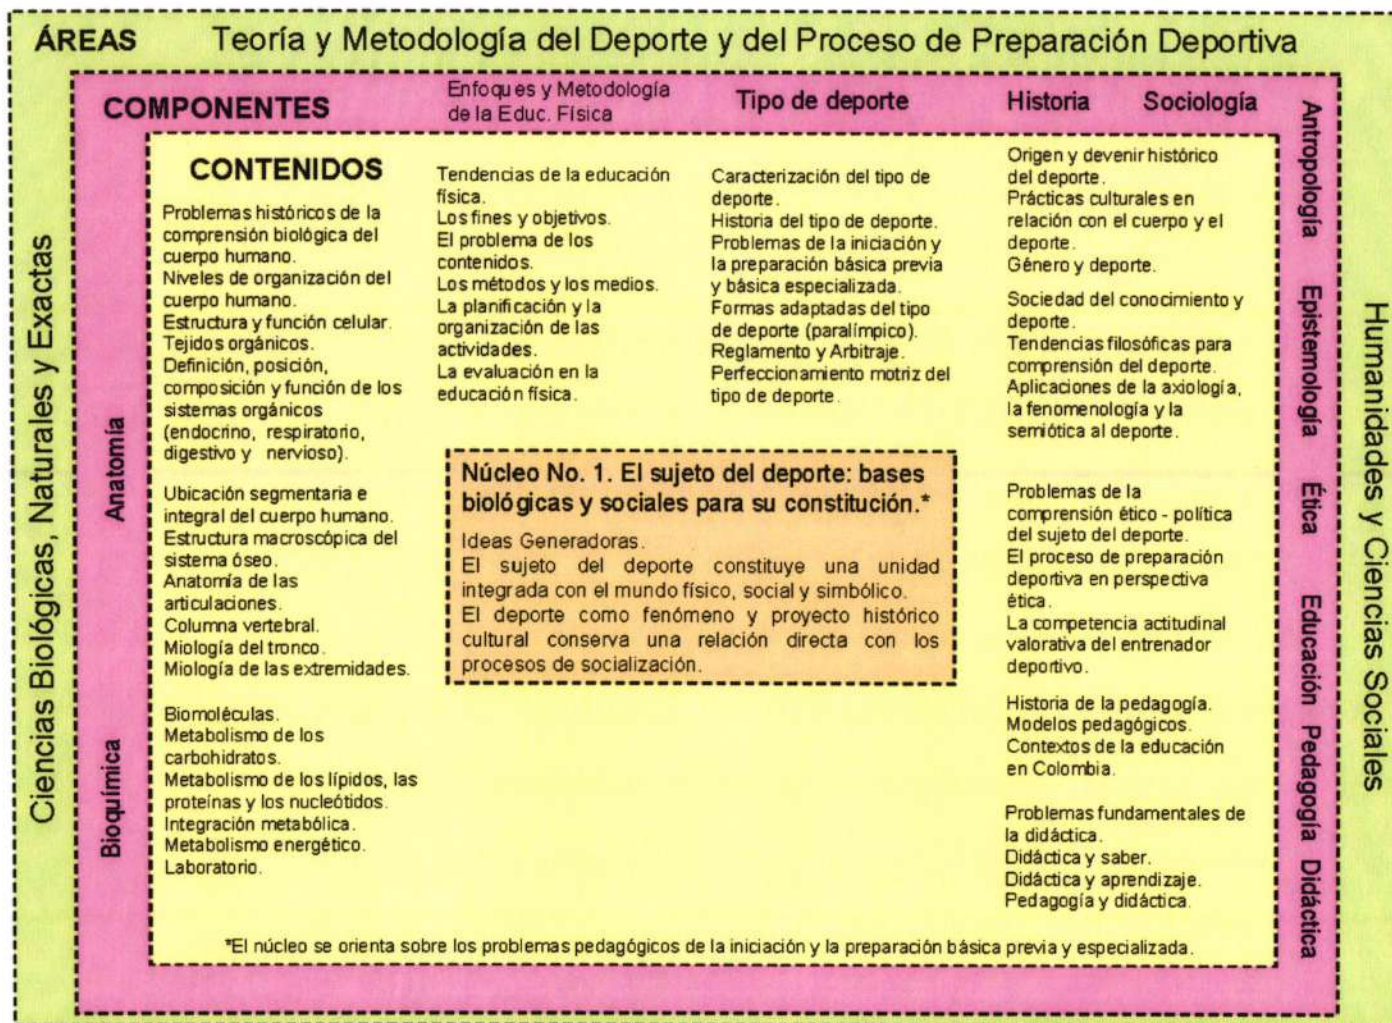 ÁREAS
Teoría y Metodología del Deporte y del Proceso de Preparación Deportiva
COMPONENTES
Enfoques y Metodología
de la Educ. Física
Tipo de deporte
Historia
Sociología
Ciencias Biológicas, Naturales y Exactas
Anatomía
Bioquímica
CONTENIDOS
Problemas históricos de la
comprensión biológica del
cuerpo humano.
Niveles de organización del
cuerpo humano.
Estructura y función celular.
Tejidos orgánicos.
Definición, posición,
composición y función de los
sistemas orgánicos
(endocrino, respiratorio,
digestivo y nervioso).
Ubicación segmentaria e
integral del cuerpo humano.
Estructura macroscópica del
sistema óseo.
Anatomía de las
articulaciones.
Columna vertebral.
Miología del tronco.
Miología de las extremidades.
Biomoléculas.
Metabolismo de los
carbohidratos.
Metabolismo de los lípidos, las
proteínas y los nucleótidos.
Integración metabólica.
Metabolismo energético.
Laboratorio.
Tendencias de la educación
física.
Los fines y objetivos.
El problema de los
contenidos.
Los métodos y los medios.
La planificación y la
organización de las
actividades.
La evaluación en la
educación física.
Caracterización del tipo de
deporte.
Historia del tipo de deporte.
Problemas de la iniciación y
la preparación básica previa
y básica especializada.
Formas adaptadas del tipo
de deporte (paralímpico).
Reglamento y Arbitraje.
Perfeccionamiento motriz del
tipo de deporte.
Núcleo No. 1. El sujeto del deporte: bases
biológicas y sociales para su constitución.*
Ideas Generadoras.
El sujeto del deporte constituye una unidad
integrada con el mundo físico, social y simbólico.
El deporte como fenómeno y proyecto histórico
cultural conserva una relación directa con los
procesos de socialización.
Origen y devenir histórico
del deporte.
Prácticas culturales en
relación con el cuerpo y el
deporte.
Género y deporte.
Sociedad del conocimiento y
deporte.
Tendencias filosóficas para
comprensión del deporte.
Aplicaciones de la axiología,
la fenomenología y la
semiótica al deporte.
Problemas de la
comprensión ético - política
del sujeto del deporte.
El proceso de preparación
deportiva en perspectiva
ética.
La competencia actitudinal
valorativa del entrenador
deportivo.
Historia de la pedagogía.
Modelos pedagógicos.
Contextos de la educación
en Colombia.
Problemas fundamentales de
la didáctica.
Didáctica y saber.
Didáctica y aprendizaje.
Pedagogía y didáctica.
Antropología
Epistemología
Ética
Educación
Pedagogía
Didáctica
Humanidades y Ciencias Sociales
*El núcleo se orienta sobre los problemas pedagógicos de la iniciación y la preparación básica previa y especializada.